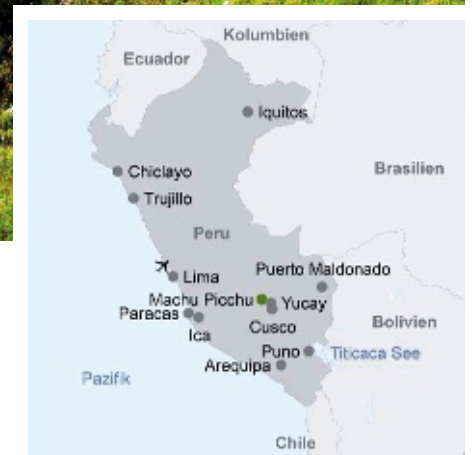 Kolumbien
Ecuador
Iquitos
Brasilien
Chiclayo
Trujillo
Peru
Puerto Maldonado
Lima
Machu Picchu
Yucay
Paracas
Cusco
Bolivien
Ica
Puno
Titicaca See
Arequipa
Pazifik
Chile